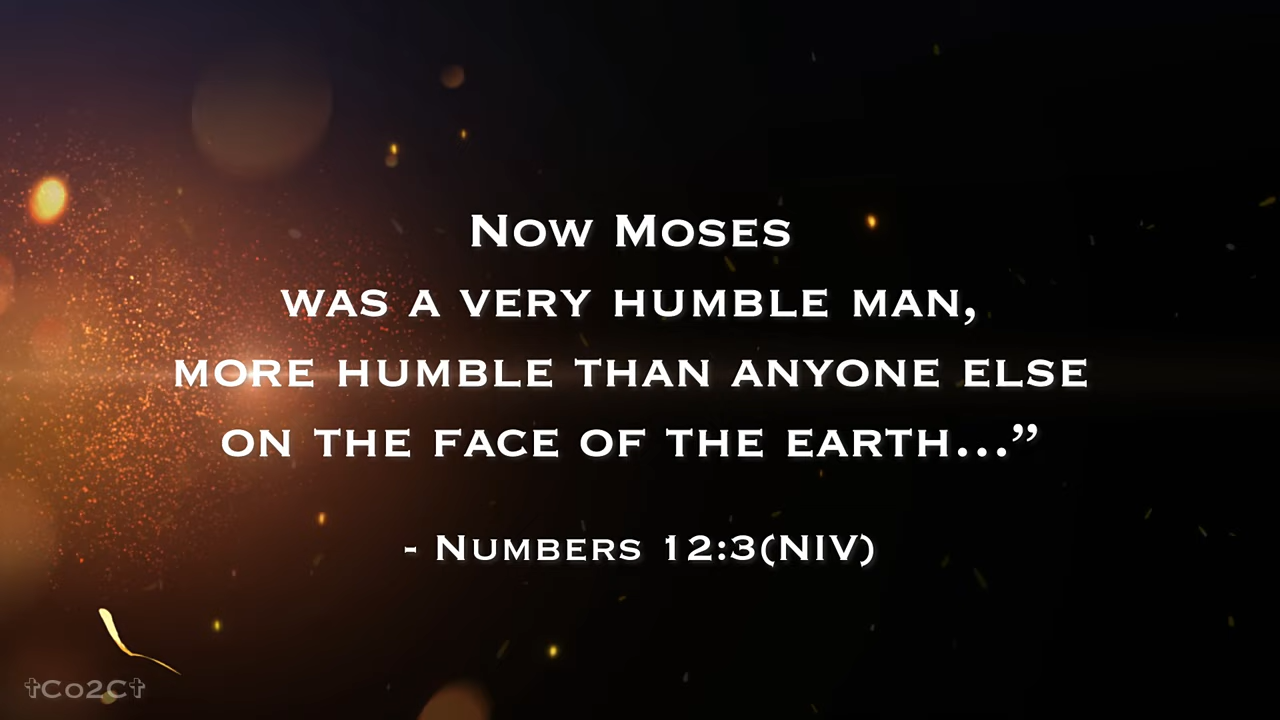 Now Moses
was a very humble man,
more humble than anyone else
on the face of the earth...”
- Numbers 12:3(NIV)
✝Co2C✝